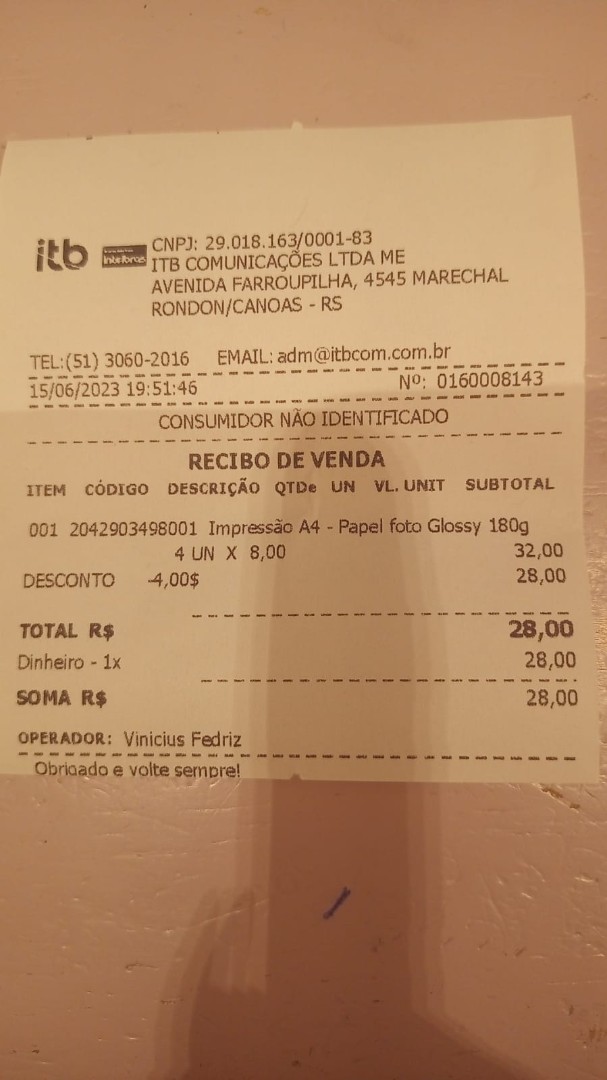 itb
intelbras
CNPJ: 29.018.163/0001-83
ITB COMUNICAÇÕES LTDA ME
AVENIDA FARROUPILHA, 4545 MARECHAL
RONDON/CANOAS - RS
TEL:(51) 3060-2016 EMAIL: adm@itbcom.com.br
15/06/2023 19:51:46 Nº: 0160008143
CONSUMIDOR NÃO IDENTIFICADO
RECIBO DE VENDA
ITEM CÓDIGO DESCRIÇÃO QTDe UN VL. UNIT SUBTOTAL
001 2042903498001 Impressão A4 - Papel foto Glossy 180g
4 UN X 8,00 32,00
DESCONTO -4,00$ 28,00
TOTAL R$ 28,00
Dinheiro - 1x 28,00
SOMA R$ 28,00
OPERADOR: Vinicius Fedriz
Obrigado e volte sempre!